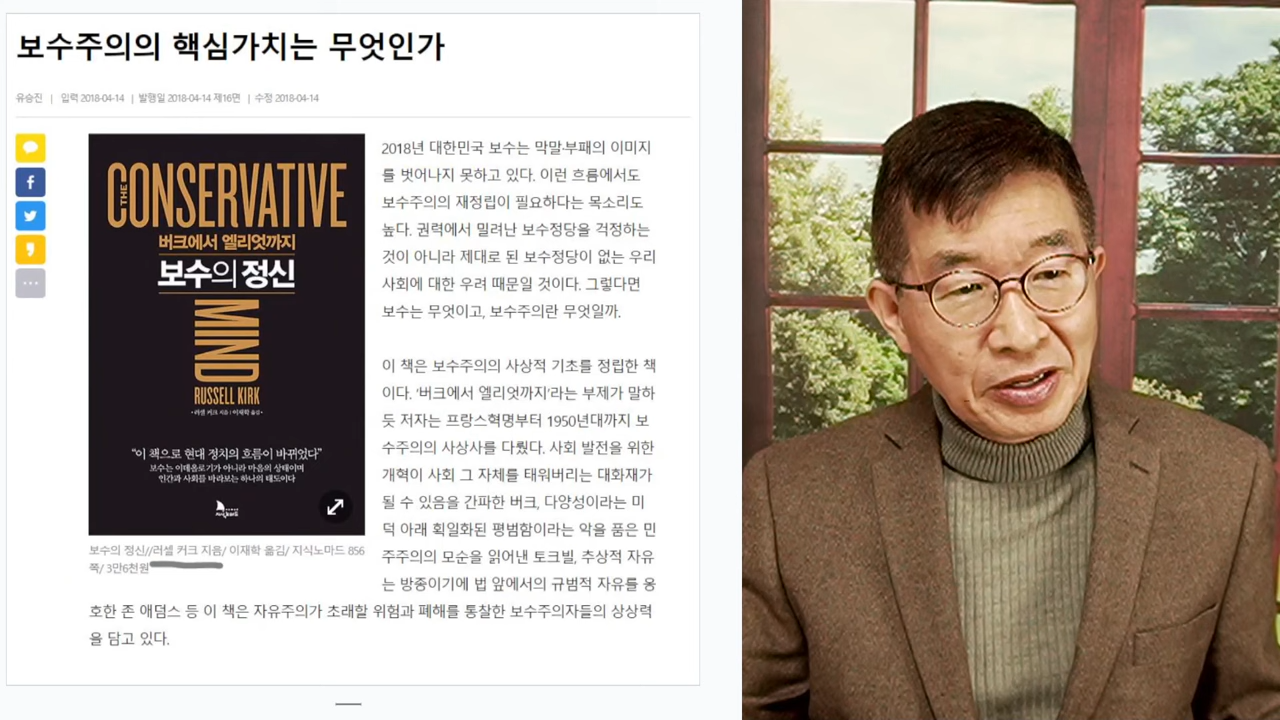 보수주의의 핵심가치는 무엇인가
유승진 | 입력 2018-04-14 | 발행일 2018-04-14 제16면 | 수정 2018-04-14
THE CONSERVATIVE
버크에서 엘리엇까지
보수의 정신
MIND
RUSSELL KIRK
· 러셀 커크 지음 | 이재학 옮김 ·
“이 책으로 현대 정치의 흐름이 바뀌었다”
보수는 이데올로기가 아니라 마음의 상태이며
인간과 사회를 바라보는 하나의 태도이다
지식노마드
보수의 정신//러셀 커크 지음/ 이재학 옮김/ 지식노마드 856
쪽/ 3만6천원
2018년 대한민국 보수는 막말·부패의 이미지
를 벗어나지 못하고 있다. 이런 흐름에서도
보수주의의 재정립이 필요하다는 목소리도
높다. 권력에서 밀려난 보수정당을 걱정하는
것이 아니라 제대로 된 보수정당이 없는 우리
사회에 대한 우려 때문일 것이다. 그렇다면
보수는 무엇이고, 보수주의란 무엇일까.
이 책은 보수주의의 사상적 기초를 정립한 책
이다. ‘버크에서 엘리엇까지’라는 부제가 말하
듯 저자는 프랑스혁명부터 1950년대까지 보
수주의의 사상사를 다뤘다. 사회 발전을 위한
개혁이 사회 그 자체를 태워버리는 대화재가
될 수 있음을 간파한 버크, 다양성이라는 미
덕 아래 획일화된 평범함이라는 악을 품은 민
주주의의 모순을 읽어낸 토크빌, 추상적 자유
는 방종이기에 법 앞에서의 규범적 자유를 옹
호한 존 애덤스 등 이 책은 자유주의가 초래할 위험과 폐해를 통찰한 보수주의자들의 상상력
을 담고 있다.